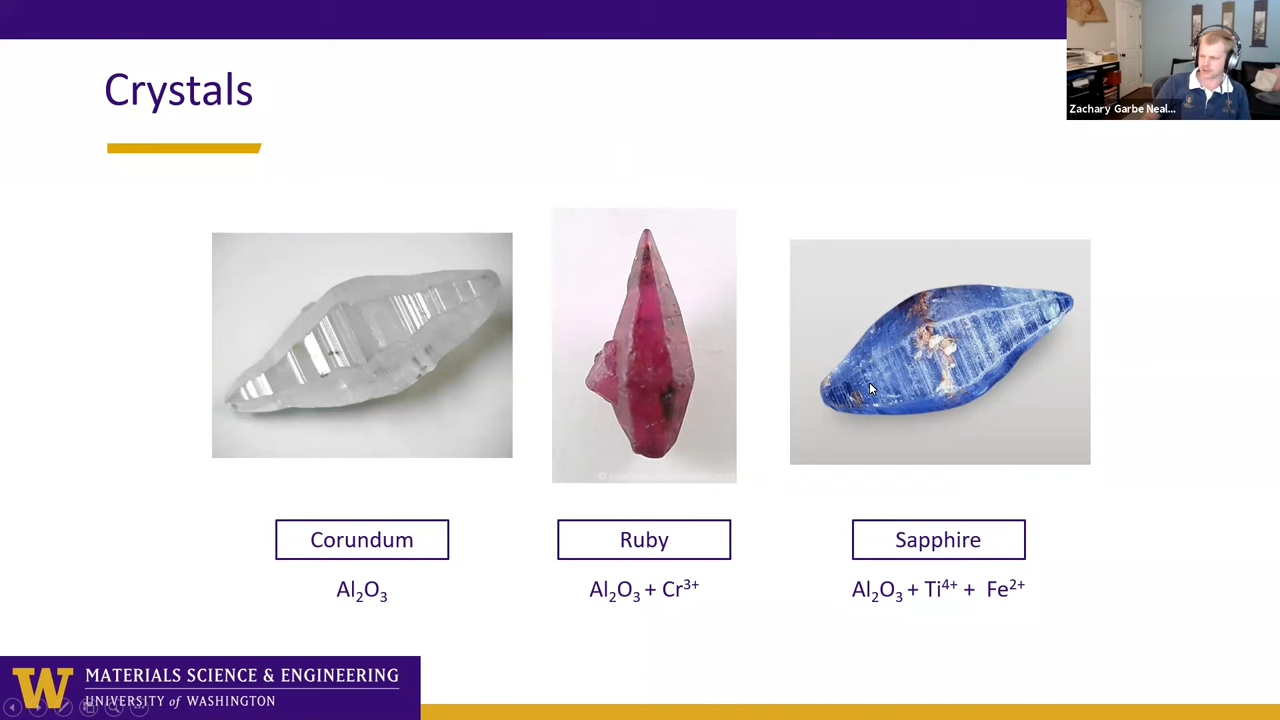 Crystals
Zachary Garbe Neal...
Corundum
Ruby
Sapphire
Al₂O₃
Al₂O₃ + Cr³⁺
Al₂O₃ + Ti⁴⁺ + Fe²⁺
W
MATERIALS SCIENCE & ENGINEERING
UNIVERSITY of WASHINGTON